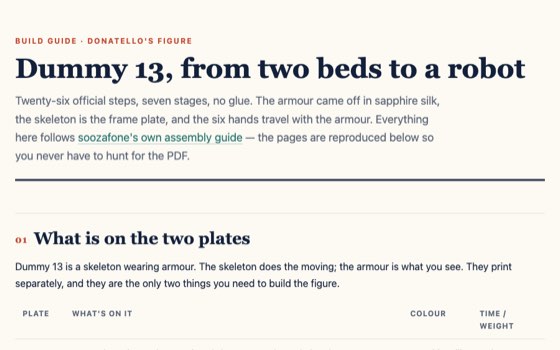 BUILD GUIDE · DONATELLO'S FIGURE
Dummy 13, from two beds to a robot
Twenty-six official steps, seven stages, no glue. The armour came off in sapphire silk,
the skeleton is the frame plate, and the six hands travel with the armour. Everything
here follows soozafone's own assembly guide — the pages are reproduced below so
you never have to hunt for the PDF.
01 What is on the two plates
Dummy 13 is a skeleton wearing armour. The skeleton does the moving; the armour is what you see. They print
separately, and they are the only two things you need to build the figure.
PLATE WHAT'S ON IT COLOUR TIME /
WEIGHT